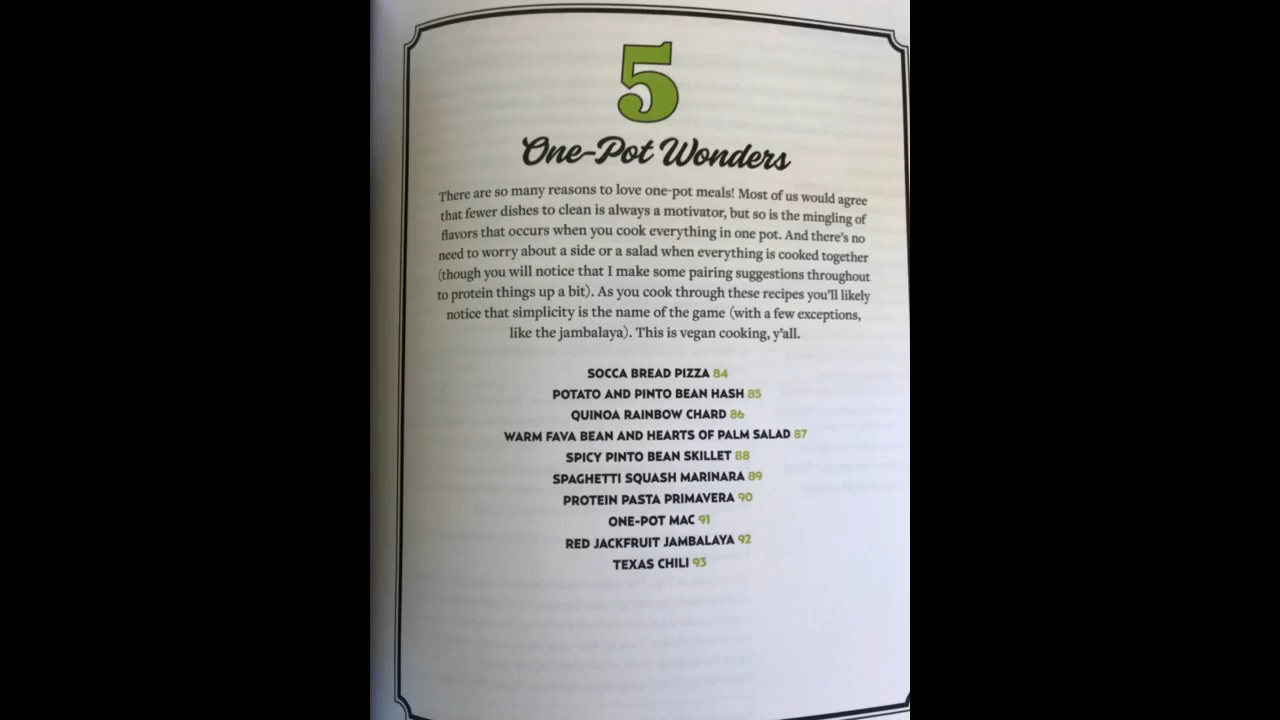 5
One-Pot Wonders
There are so many reasons to love one-pot meals! Most of us would agree
that fewer dishes to clean is always a motivator, but so is the mingling of
flavors that occurs when you cook everything in one pot. And there's no
need to worry about a side or a salad when everything is cooked together
(though you will notice that I make some pairing suggestions throughout
to protein things up a bit). As you cook through these recipes you'll likely
notice that simplicity is the name of the game (with a few exceptions,
like the jambalaya). This is vegan cooking, y'all.
SOCCA BREAD PIZZA 84
POTATO AND PINTO BEAN HASH 85
QUINOA RAINBOW CHARD 86
WARM FAVA BEAN AND HEARTS OF PALM SALAD 87
SPICY PINTO BEAN SKILLET 88
SPAGHETTI SQUASH MARINARA 89
PROTEIN PASTA PRIMAVERA 90
ONE-POT MAC 91
RED JACKFRUIT JAMBALAYA 92
TEXAS CHILI 93